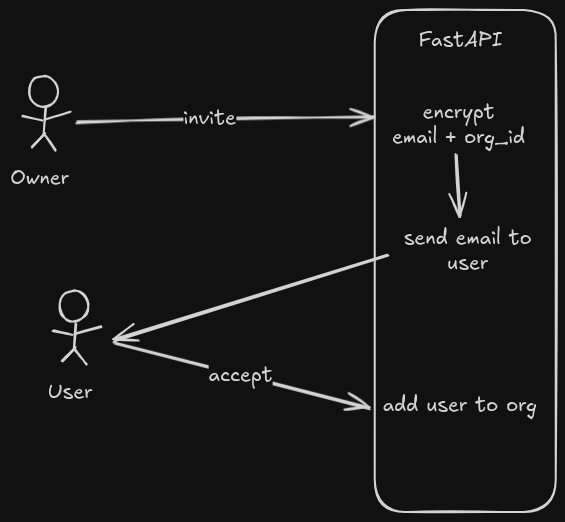 FastAPI
invite
encrypt
email + org_id
Owner
send email to
user
User
accept
add user to org